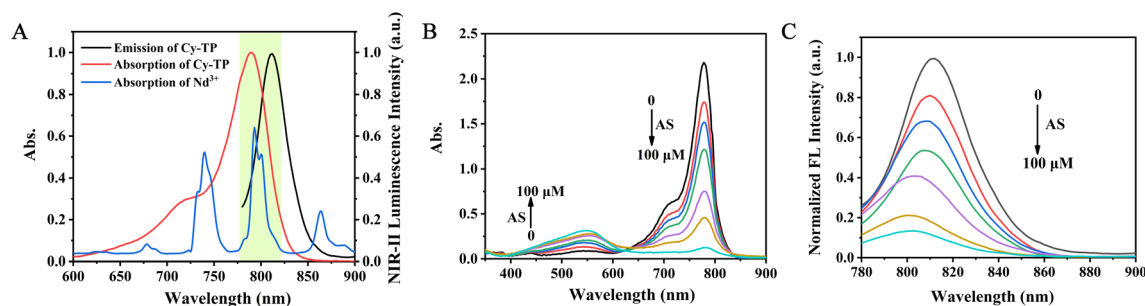 A
Abs.
1.0
0.8
0.6
0.4
0.2
0.0
Emission of Cy-TP
Absorption of Cy-TP
Absorption of Nd³⁺
1.0
0.8
0.6
0.4
0.2
0.0
NIR-II Luminescence Intensity (a.u.)
600 650 700 750 800 850 900
Wavelength (nm)
B
Abs.
2.5
2.0
1.5
1.0
0.5
0.0
0
AS
100 μM
100 μM
AS
0
400 500 600 700 800 900
Wavelength (nm)
C
Normalized FL Intensity (a.u.)
1.0
0.8
0.6
0.4
0.2
0.0
0
AS
100 μM
780 800 820 840 860 880 900
Wavelength (nm)